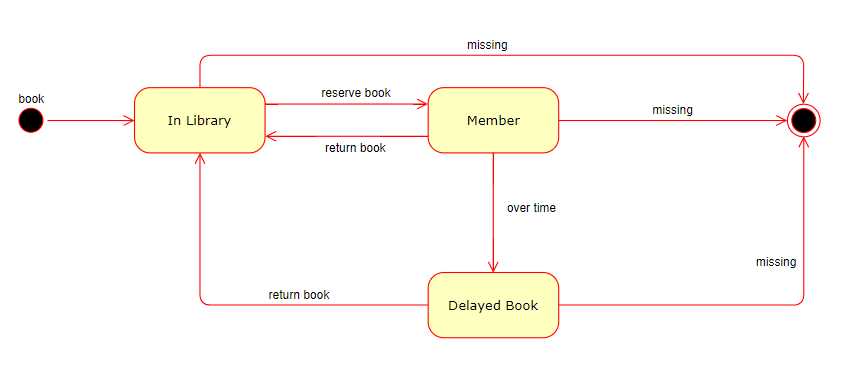 missing
book
reserve book
In Library
Member
missing
return book
over time
missing
return book
Delayed Book